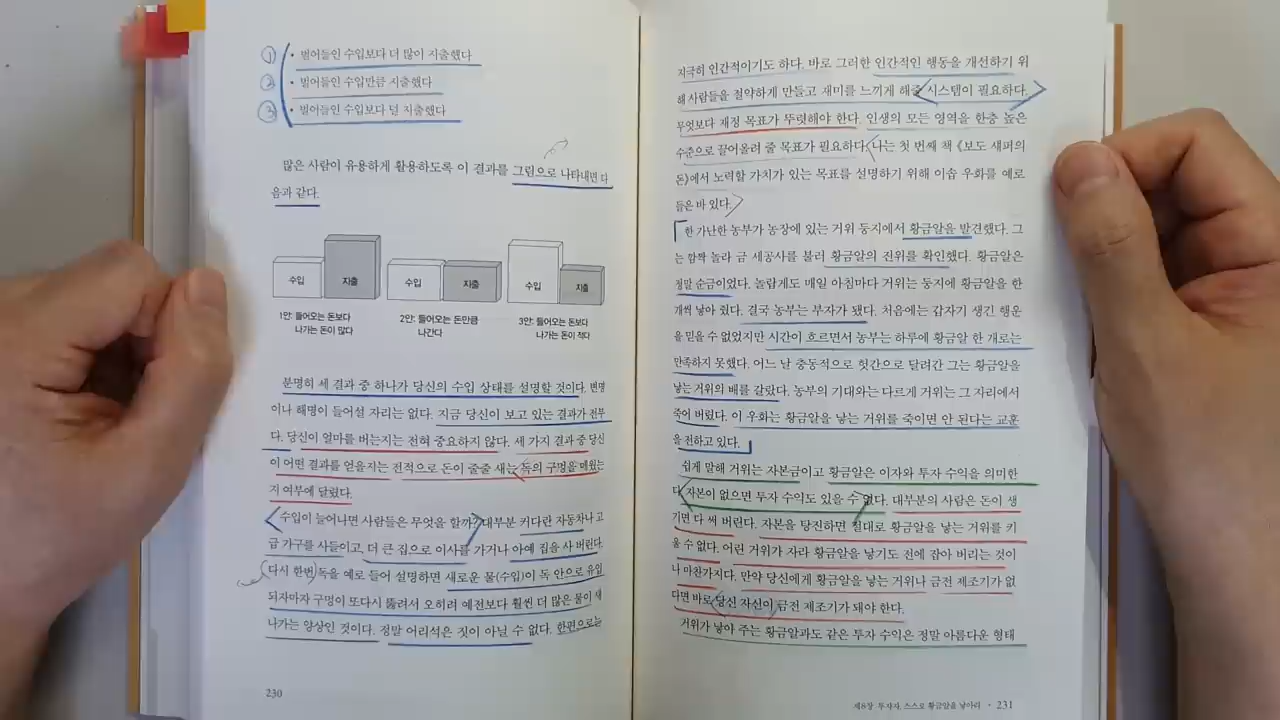 ① • 벌어들인 수입보다 더 많이 지출했다
② • 벌어들인 수입만큼 지출했다
③ • 벌어들인 수입보다 덜 지출했다
많은 사람이 유용하게 활용하도록 이 결과를 그림으로 나타내면 다
음과 같다.
수입 지출 수입 지출 수입 지출
1안: 들어오는 돈보다 2안: 들어오는 돈만큼 3안: 들어오는 돈보다
나가는 돈이 많다 나간다 나가는 돈이 적다
분명히 세 결과 중 하나가 당신의 수입 상태를 설명할 것이다. 변명
이나 해명이 들어설 자리는 없다. 지금 당신이 보고 있는 결과가 전부
다. 당신이 얼마를 버는지는 전혀 중요하지 않다. 세 가지 결과 중 당신
이 어떤 결과를 얻을지는 전적으로 돈이 줄줄 새는 독의 구멍을 메웠는
지 여부에 달렸다.
수입이 늘어나면 사람들은 무엇을 할까? 대부분 커다란 자동차나 고
급 가구를 사들이고, 더 큰 집으로 이사를 가거나 아예 집을 사 버린다.
다시 한번 독을 예로 들어 설명하면 새로운 물(수입)이 독 안으로 유입
되자마자 구멍이 또다시 뚫려서 오히려 예전보다 훨씬 더 많은 물이 새
나가는 양상인 것이다. 정말 어리석은 짓이 아닐 수 없다. 한편으로는
230
지극히 인간적이기도 하다. 바로 그러한 인간적인 행동을 개선하기 위
해 사람들을 절약하게 만들고 재미를 느끼게 해줄 시스템이 필요하다.
무엇보다 재정 목표가 뚜렷해야 한다. 인생의 모든 영역을 한층 높은
수준으로 끌어올려 줄 목표가 필요하다. 나는 첫 번째 책 《보도 섀퍼의
돈》에서 노력할 가치가 있는 목표를 설명하기 위해 이솝 우화를 예로
들은 바 있다.
한 가난한 농부가 농장에 있는 거위 둥지에서 황금알을 발견했다. 그
는 깜짝 놀라 금 세공사를 불러 황금알의 진위를 확인했다. 황금알은
정말 순금이었다. 놀랍게도 매일 아침마다 거위는 둥지에 황금알을 한
개씩 낳아 줬다. 결국 농부는 부자가 됐다. 처음에는 갑자기 생긴 행운
을 믿을 수 없었지만 시간이 흐르면서 농부는 하루에 황금알 한 개로는
만족하지 못했다. 어느 날 충동적으로 헛간으로 달려간 그는 황금알을
낳는 거위의 배를 갈랐다. 농부의 기대와는 다르게 거위는 그 자리에서
죽어 버렸다. 이 우화는 황금알을 낳는 거위를 죽이면 안 된다는 교훈
을 전하고 있다.
쉽게 말해 거위는 자본금이고 황금알은 이자와 투자 수익을 의미한
다. 자본이 없으면 투자 수익도 있을 수 없다. 대부분의 사람은 돈이 생
기면 다 써 버린다. 자본을 탕진하면 절대로 황금알을 낳는 거위를 키
울 수 없다. 어린 거위가 자라 황금알을 낳기도 전에 잡아 버리는 것이
나 마찬가지다. 만약 당신에게 황금알을 낳는 거위나 금전 제조기가 없
다면 바로 당신 자신이 금전 제조기가 돼야 한다.
거위가 낳아 주는 황금알과도 같은 투자 수익은 정말 아름다운 형태
제8장 투자자, 스스로 황금알을 낳아라 • 231